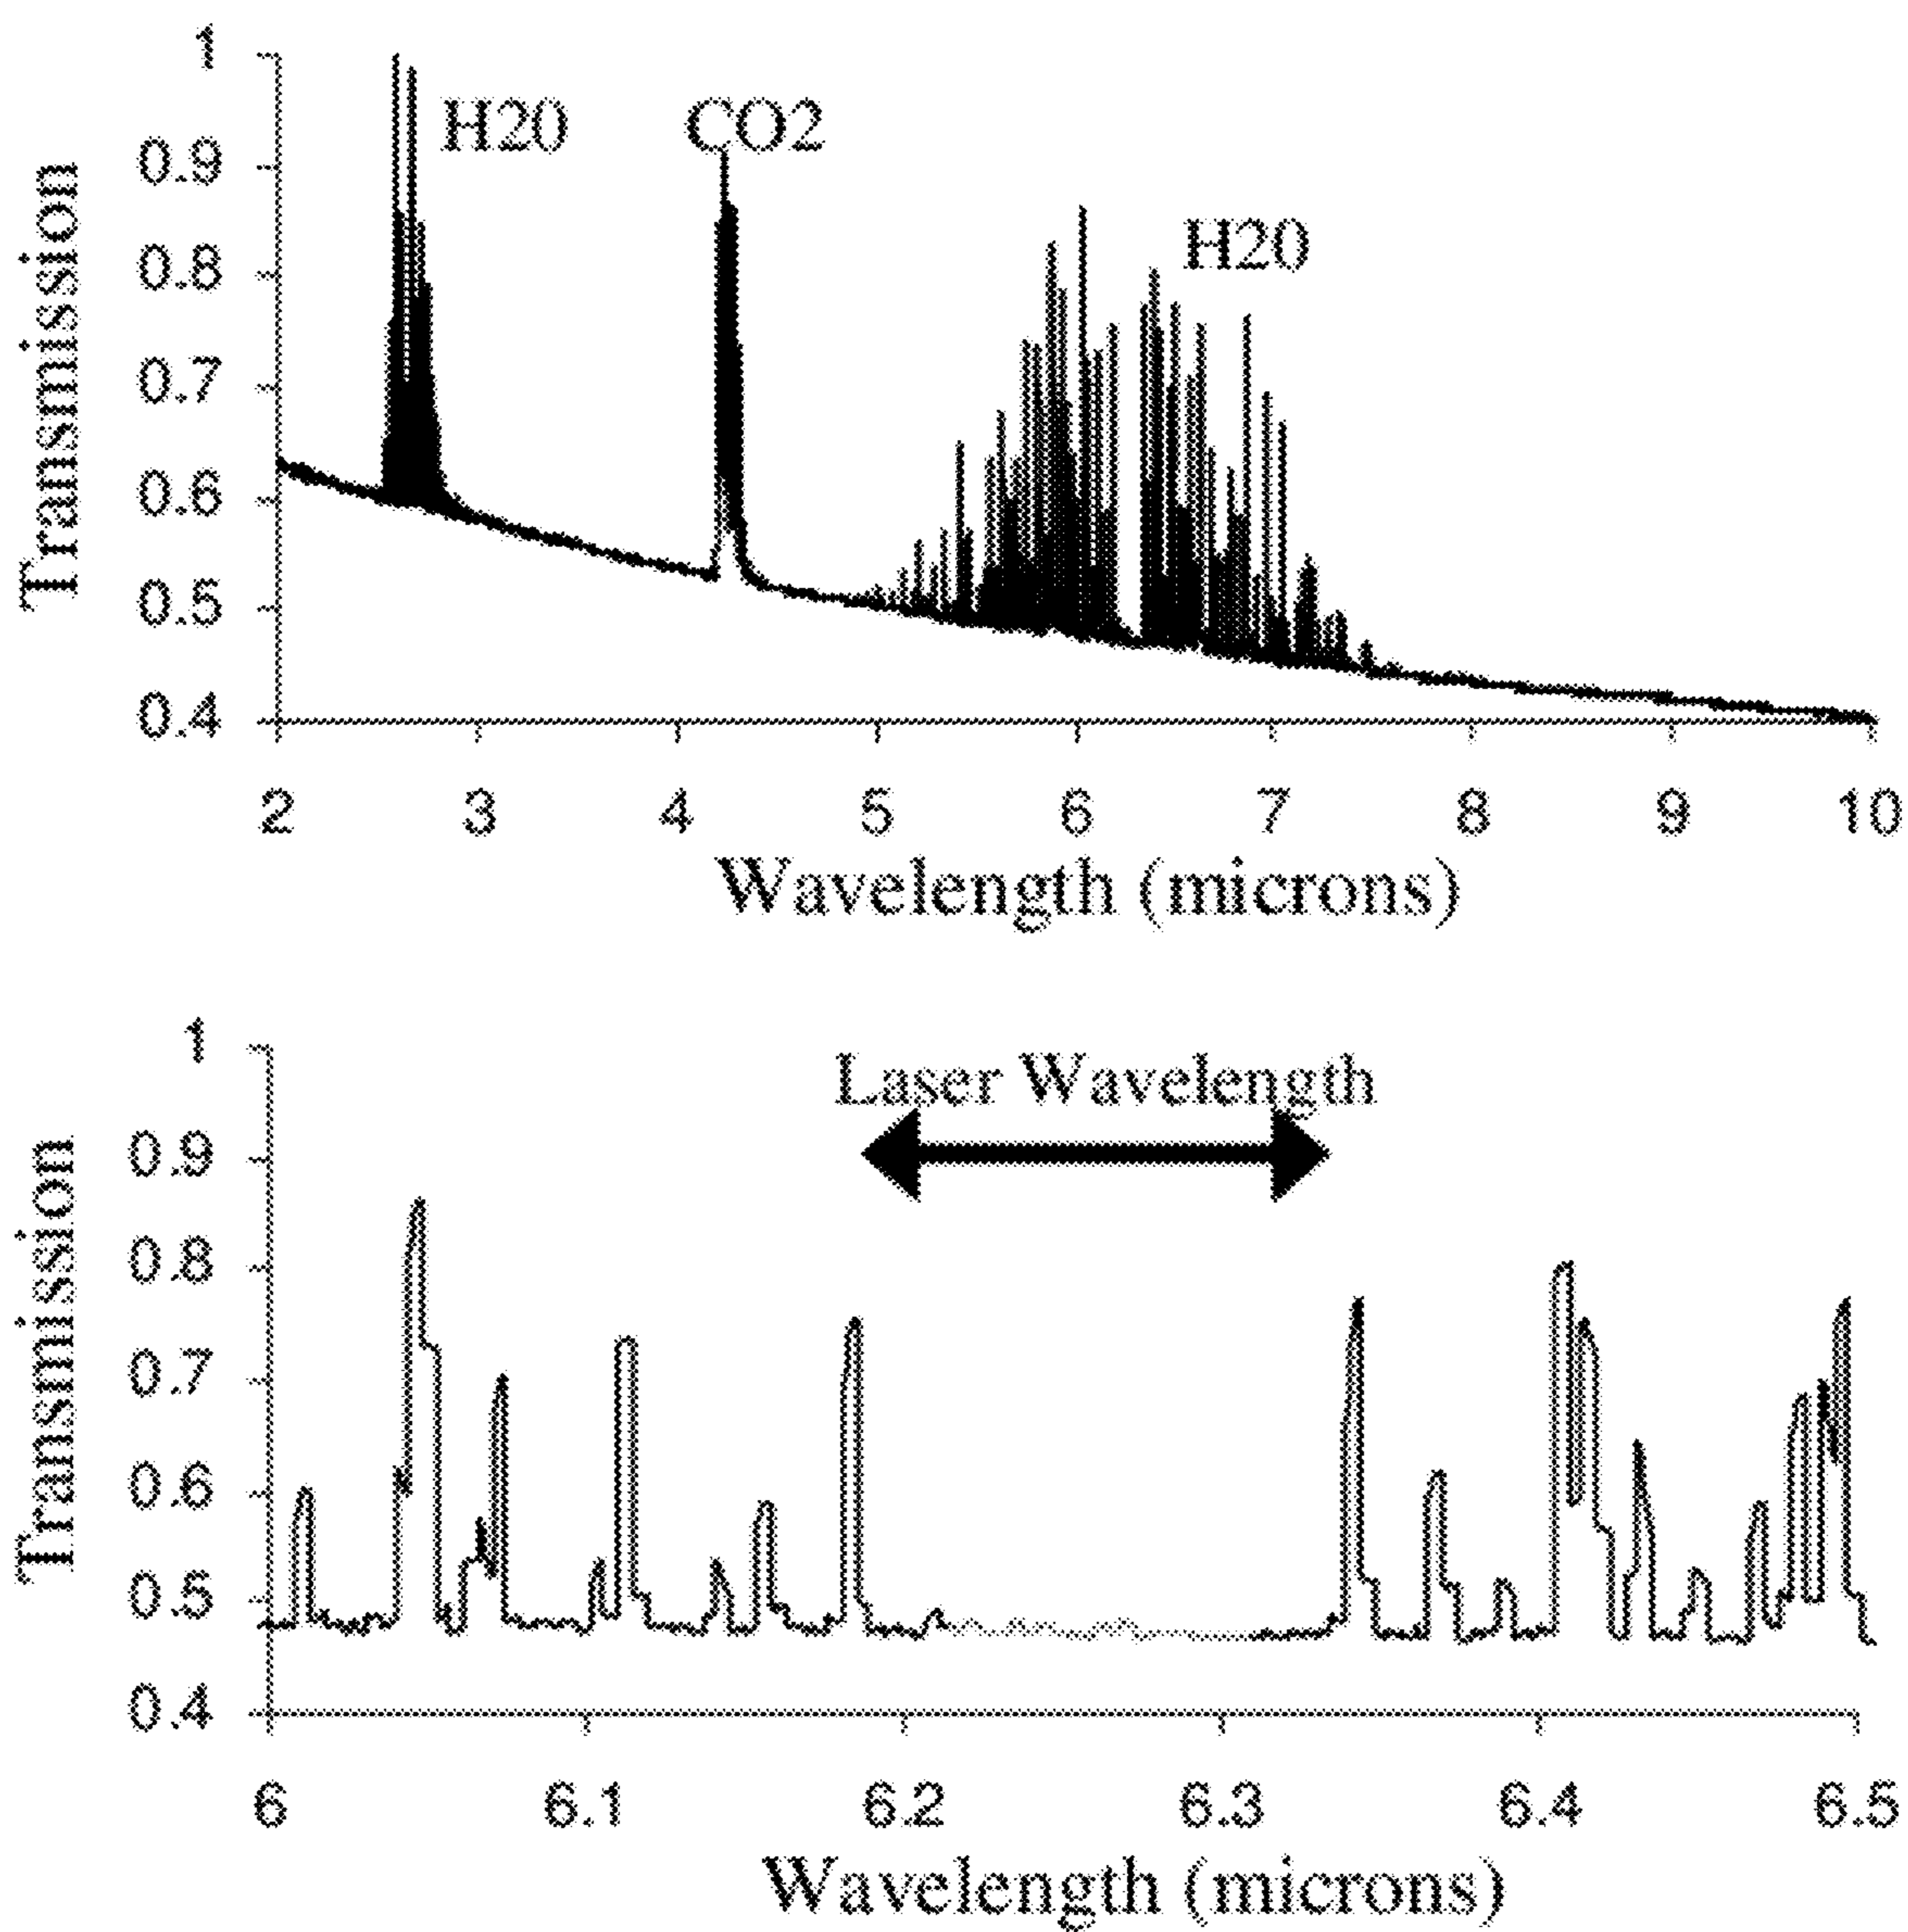 1
H20
CO2
0.9
H20
0.8
0.7
0.6
0.5
0.4
Transmission
2 3 4 5 6 7 8 9 10
Wavelength (microns)
1
Laser Wavelength
0.9
0.8
0.7
0.6
0.5
0.4
Transmission
6 6.1 6.2 6.3 6.4 6.5
Wavelength (microns)